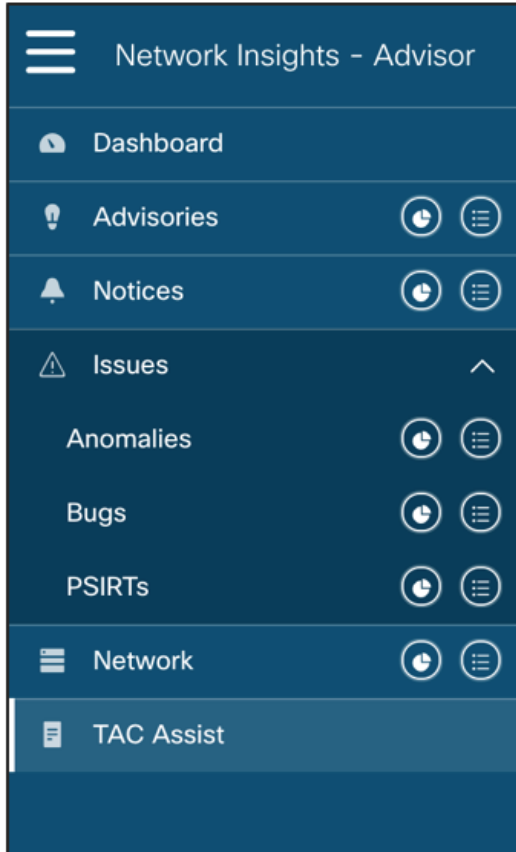 Network Insights - Advisor
Dashboard
Advisories
Notices
Issues
Anomalies
Bugs
PSIRTs
Network
TAC Assist